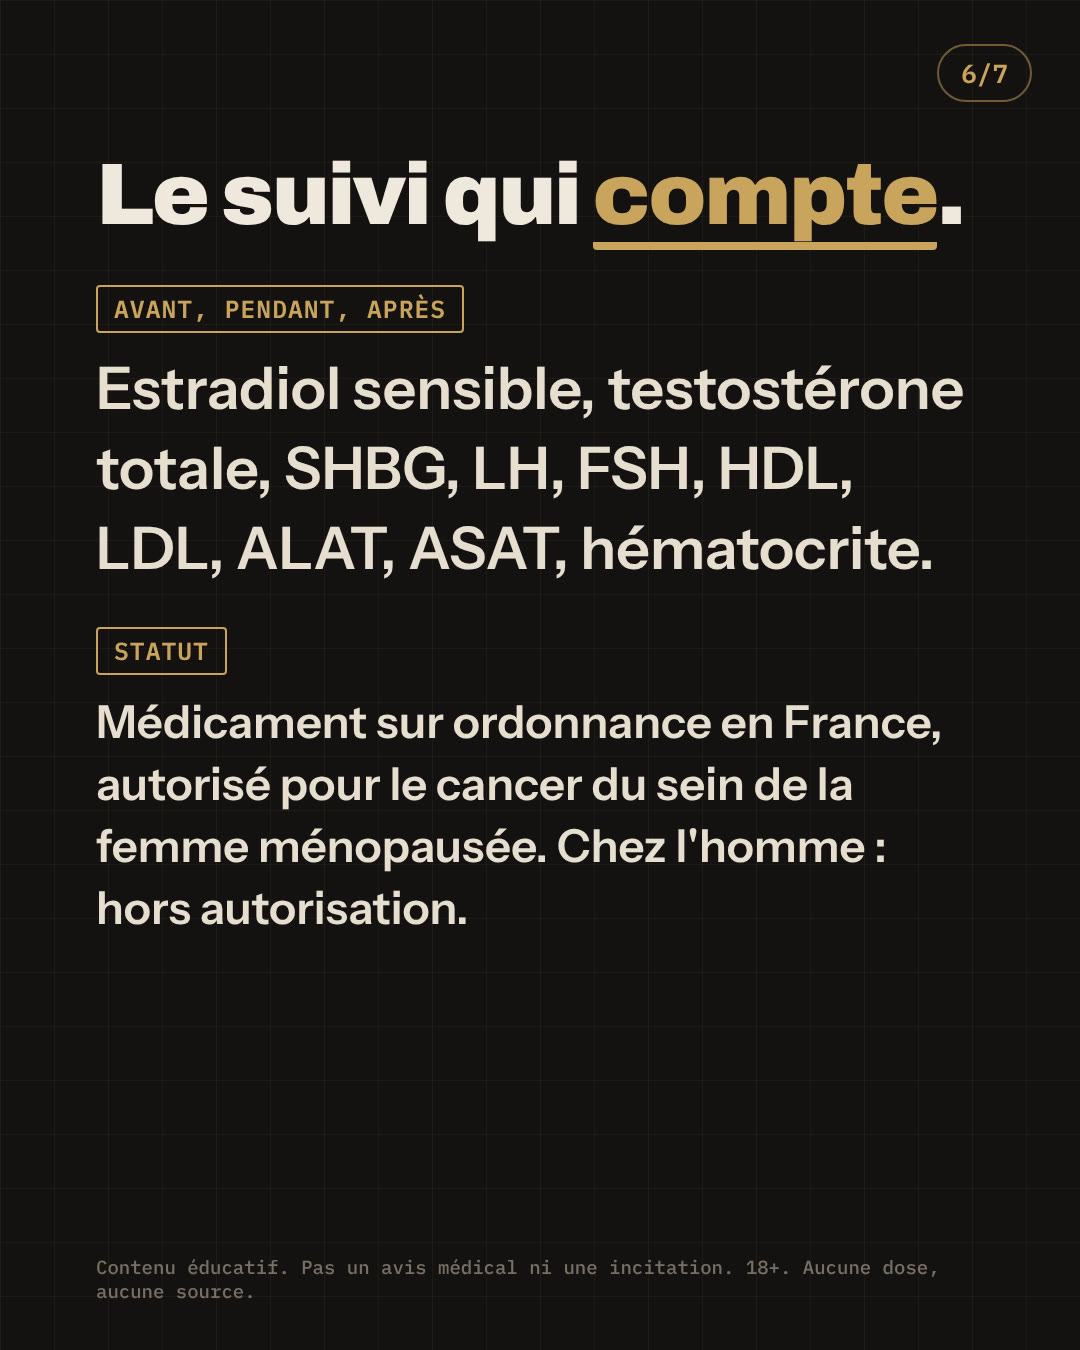 6/7
Le suivi qui compte.
AVANT, PENDANT, APRÈS
Estradiol sensible, testostérone
totale, SHBG, LH, FSH, HDL,
LDL, ALAT, ASAT, hématocrite.
STATUT
Médicament sur ordonnance en France,
autorisé pour le cancer du sein de la
femme ménopausée. Chez l'homme :
hors autorisation.
Contenu éducatif. Pas un avis médical ni une incitation. 18+. Aucune dose,
aucune source.